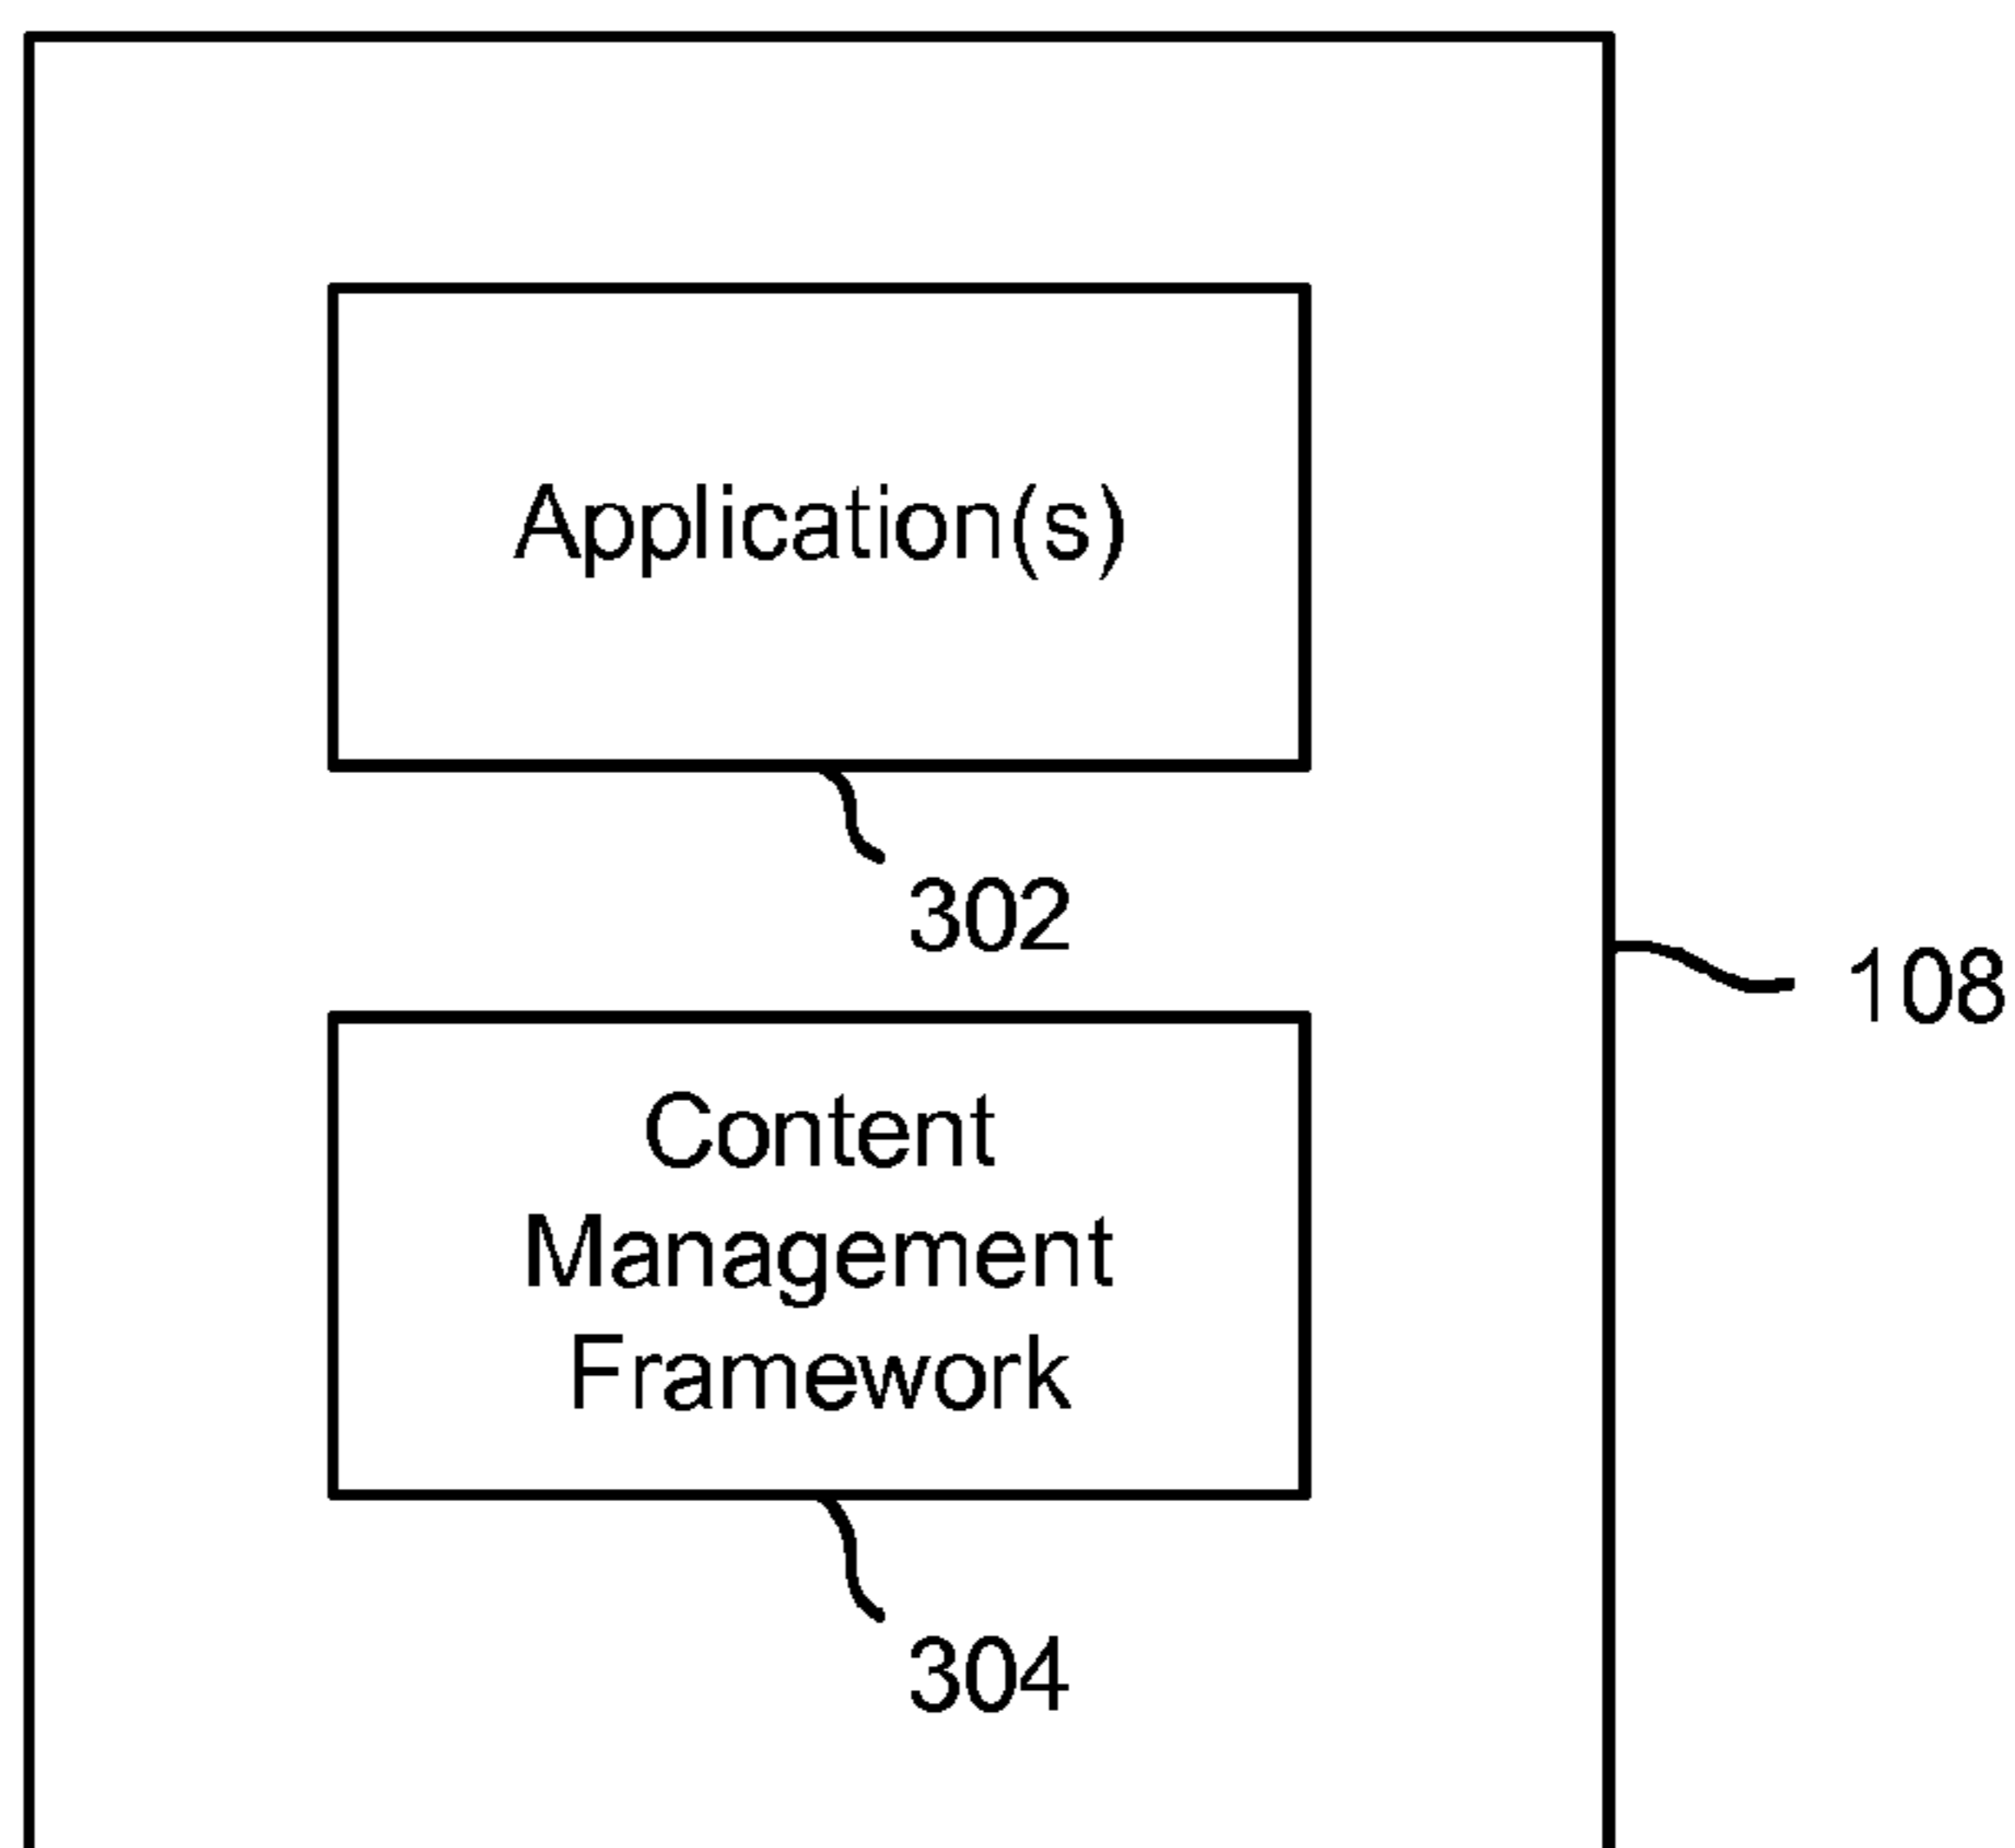 Application(s)
302
108
Content
Management
Framework
304